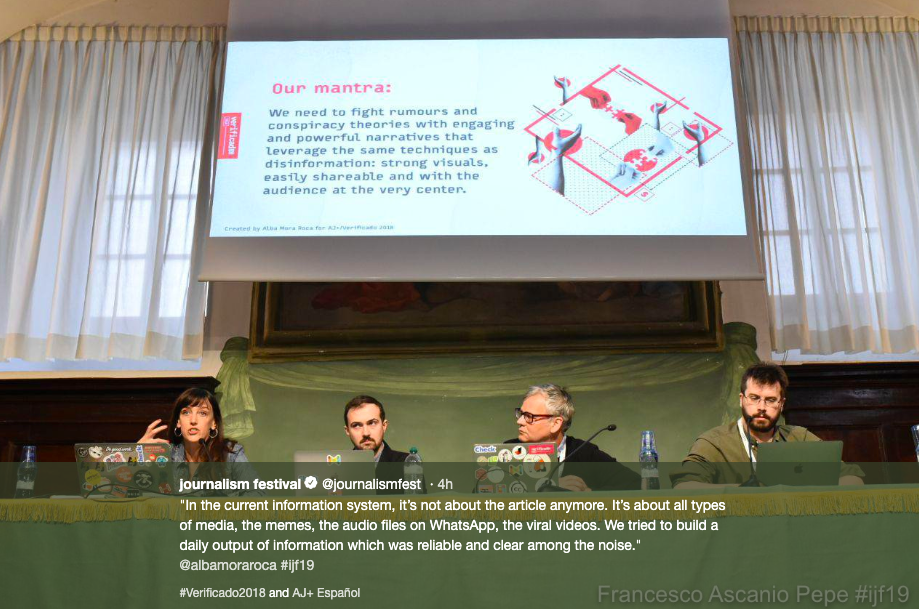 Our mantra:
We need to fight rumours and
conspiracy theories with engaging
and powerful narratives that
leverage the same techniques as
disinformation: strong visuals,
easily shareable and with the
audience at the very center.
verificado
Created by Alba Mora Roca for AJ+/Verificado 2018
Check
journalism festival @journalismfest · 4h
"In the current information system, it's not about the article anymore. It's about all types
of media, the memes, the audio files on WhatsApp, the viral videos. We tried to build a
daily output of information which was reliable and clear among the noise."
@albamoraroca #ijf19
#Verificado2018 and AJ+ Español
Francesco Ascanio Pepe #ijf19